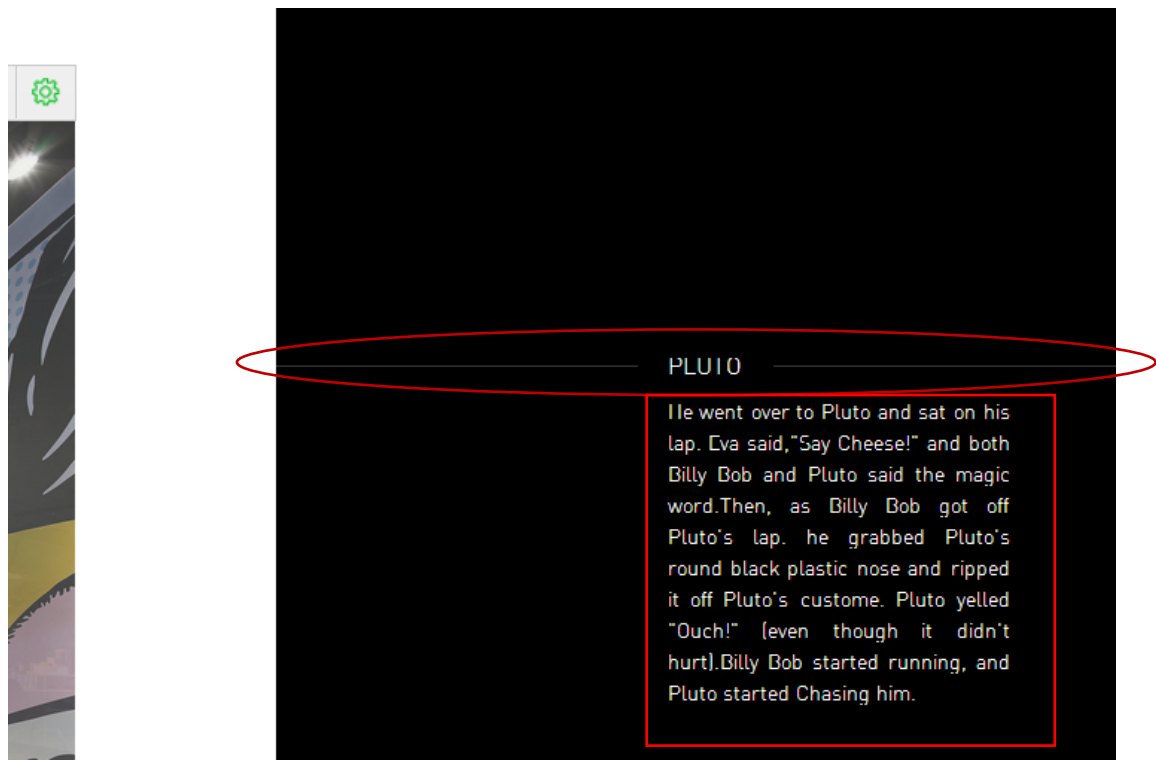 PLUTO
He went over to Pluto and sat on his
lap. Eva said,"Say Cheese!" and both
Billy Bob and Pluto said the magic
word.Then, as Billy Bob got off
Pluto's lap. he grabbed Pluto's
round black plastic nose and ripped
it off Pluto's custome. Pluto yelled
"Ouch!" (even though it didn't
hurt).Billy Bob started running, and
Pluto started Chasing him.